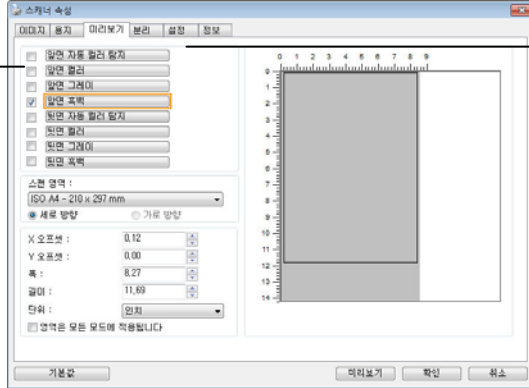 스캐너 속성
이미지 용지 미리보기 분리 설정 정보
앞면 자동 컬러 탐지
앞면 컬러
앞면 그레이
앞면 흑백
뒷면 자동 컬러 탐지
뒷면 컬러
뒷면 그레이
뒷면 흑백
스캔 영역 :
ISO A4 - 210 x 297 mm
세로 방향 가로 방향
X 오프셋 : 0,12
Y 오프셋 : 0,00
폭 : 8,27
길이 : 11,69
단위 : 인치
영역은 모든 모드에 적용됩니다
0 1 2 3 4 5 6 7 8 9
0
1
2
3
4
5
6
7
8
9
10
11
12
13
14
기본값 미리보기 확인 취소